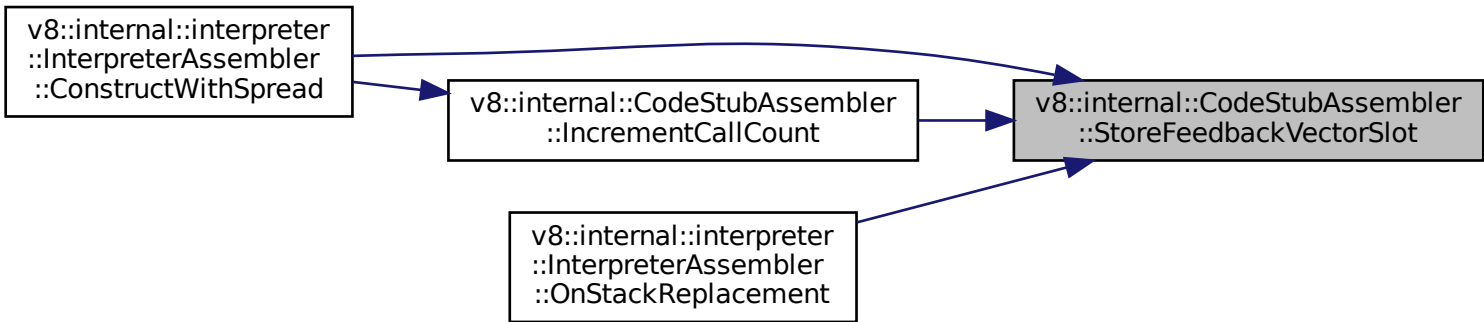 v8::internal::interpreter
::InterpreterAssembler
::ConstructWithSpread
v8::internal::CodeStubAssembler
::IncrementCallCount
v8::internal::CodeStubAssembler
::StoreFeedbackVectorSlot
v8::internal::interpreter
::InterpreterAssembler
::OnStackReplacement